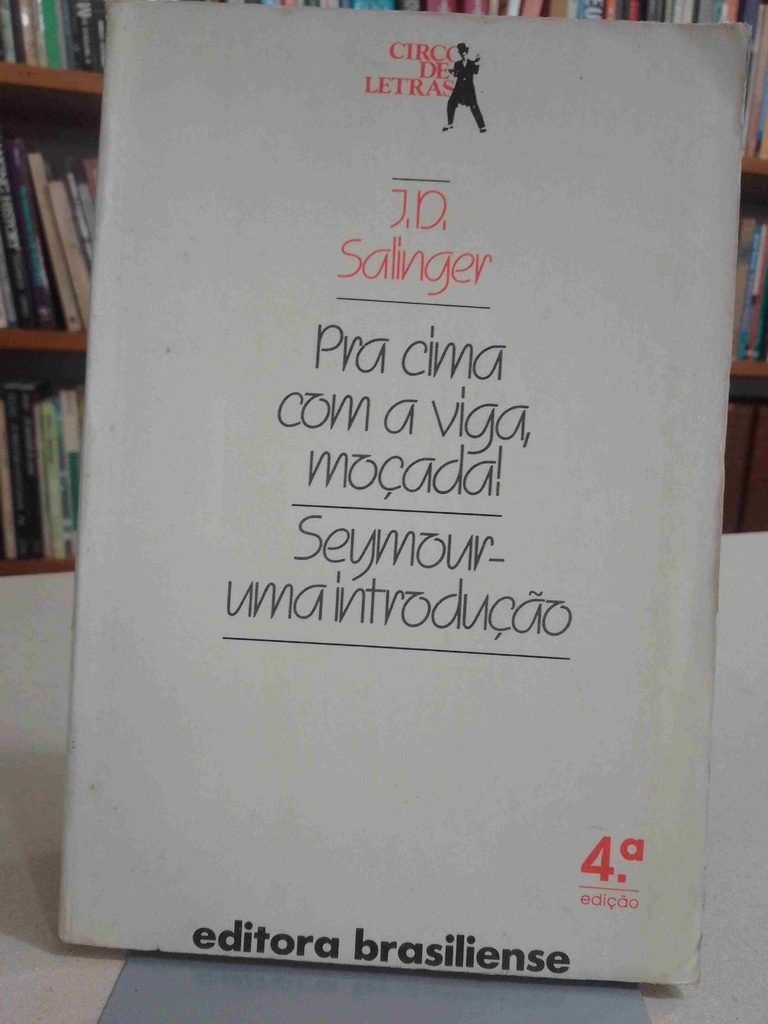 CIRCO
DE
LETRAS
J.D.
Salinger
Pra cima
com a viga,
moçada!
Seymour-
uma introdução
4.ª
edição
editora brasiliense